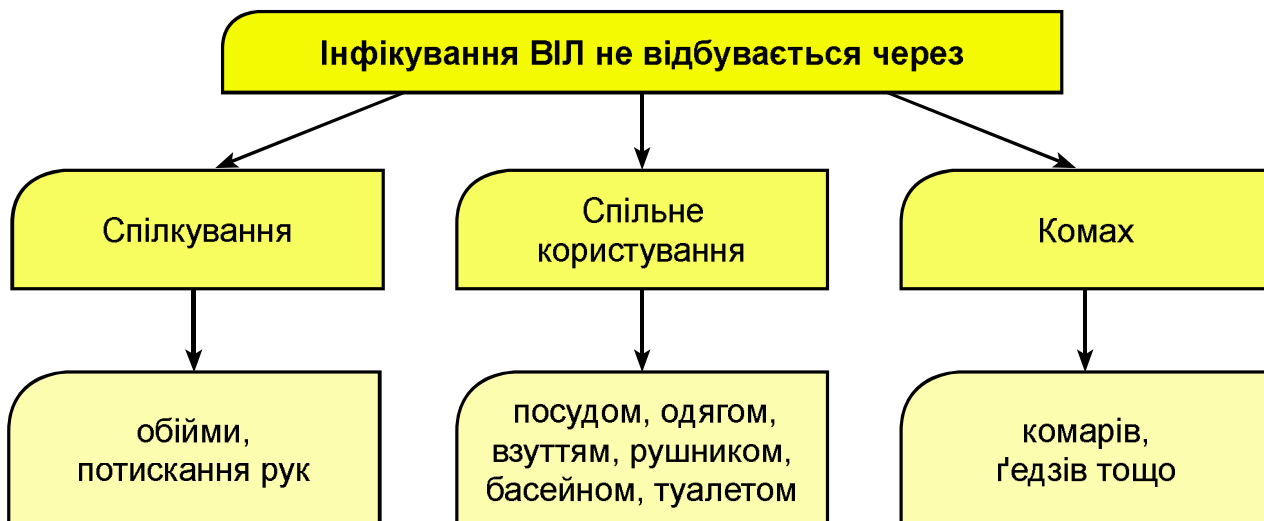 Інфікування ВІЛ не відбувається через
Спілкування
Спільне
користування
Комах
обійми,
потискання рук
посудом, одягом,
взуттям, рушником,
басейном, туалетом
комарів,
ґедзів тощо